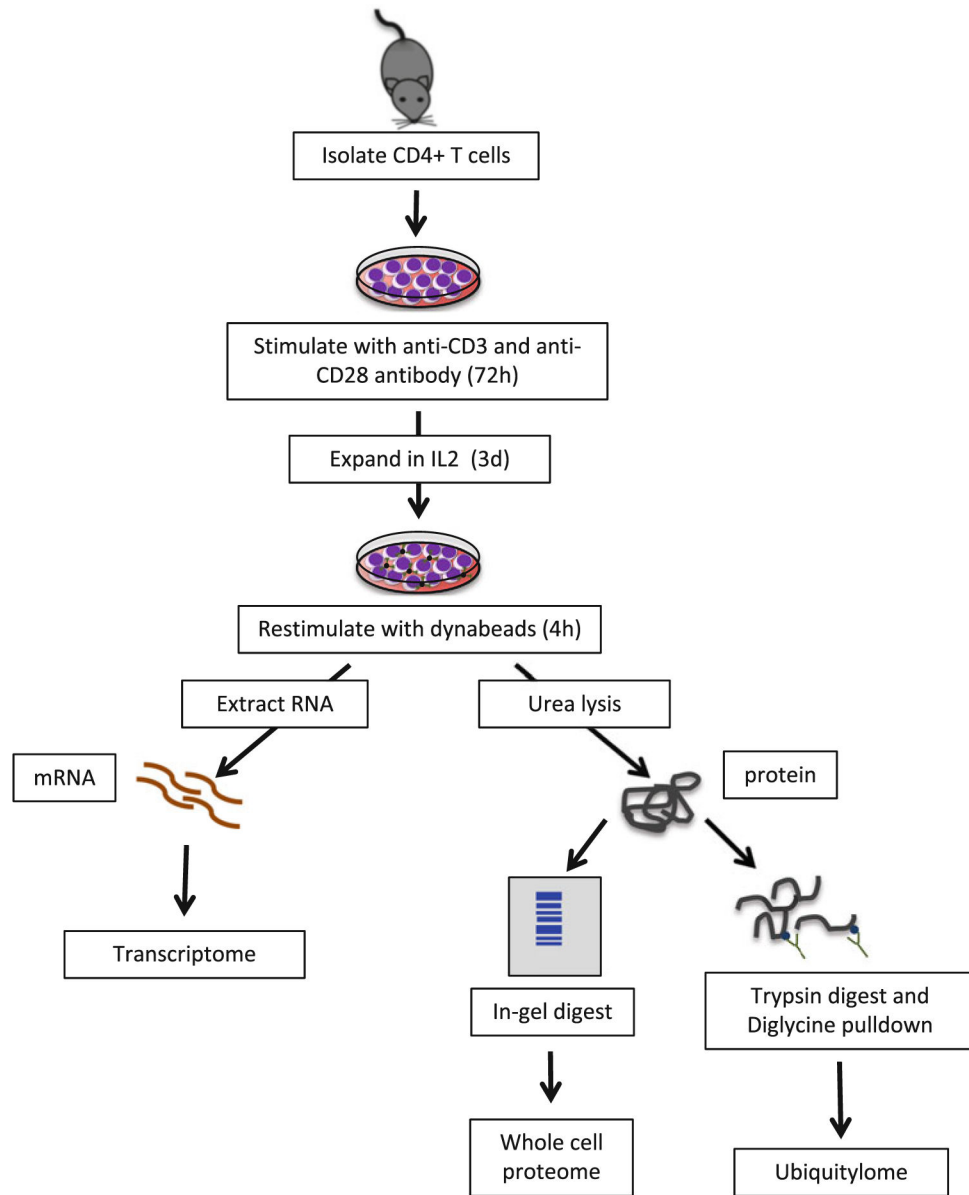 Isolate CD4+ T cells
Stimulate with anti-CD3 and anti-
CD28 antibody (72h)
Expand in IL2 (3d)
Restimulate with dynabeads (4h)
Extract RNA
Urea lysis
mRNA
protein
Transcriptome
In-gel digest
Trypsin digest and
Diglycine pulldown
Whole cell
proteome
Ubiquitylome